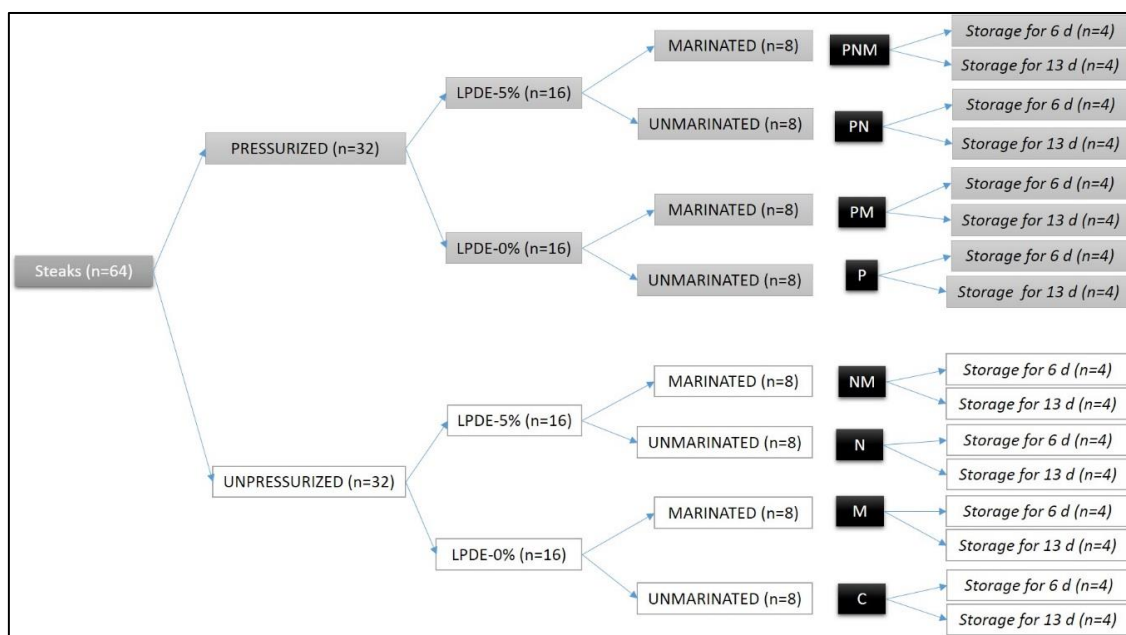 Steaks (n=64)
PRESSURIZED (n=32)
LPDE-5% (n=16)
MARINATED (n=8)
PNM
Storage for 6 d (n=4)
Storage for 13 d (n=4)
UNMARINATED (n=8)
PN
Storage for 6 d (n=4)
Storage for 13 d (n=4)
LPDE-0% (n=16)
MARINATED (n=8)
PM
Storage for 6 d (n=4)
Storage for 13 d (n=4)
UNMARINATED (n=8)
P
Storage for 6 d (n=4)
Storage for 13 d (n=4)
UNPRESSURIZED (n=32)
LPDE-5% (n=16)
MARINATED (n=8)
NM
Storage for 6 d (n=4)
Storage for 13 d (n=4)
UNMARINATED (n=8)
N
Storage for 6 d (n=4)
Storage for 13 d (n=4)
LPDE-0% (n=16)
MARINATED (n=8)
M
Storage for 6 d (n=4)
Storage for 13 d (n=4)
UNMARINATED (n=8)
C
Storage for 6 d (n=4)
Storage for 13 d (n=4)